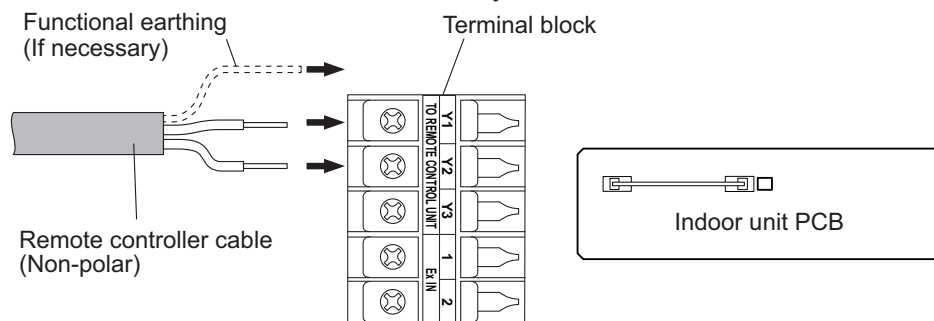 Functional earthing
(If necessary)
Terminal block
Y1
Y2
Y3
1
2
TO REMOTE CONTROL UNIT
Ex IN
Remote controller cable
(Non-polar)
Indoor unit PCB